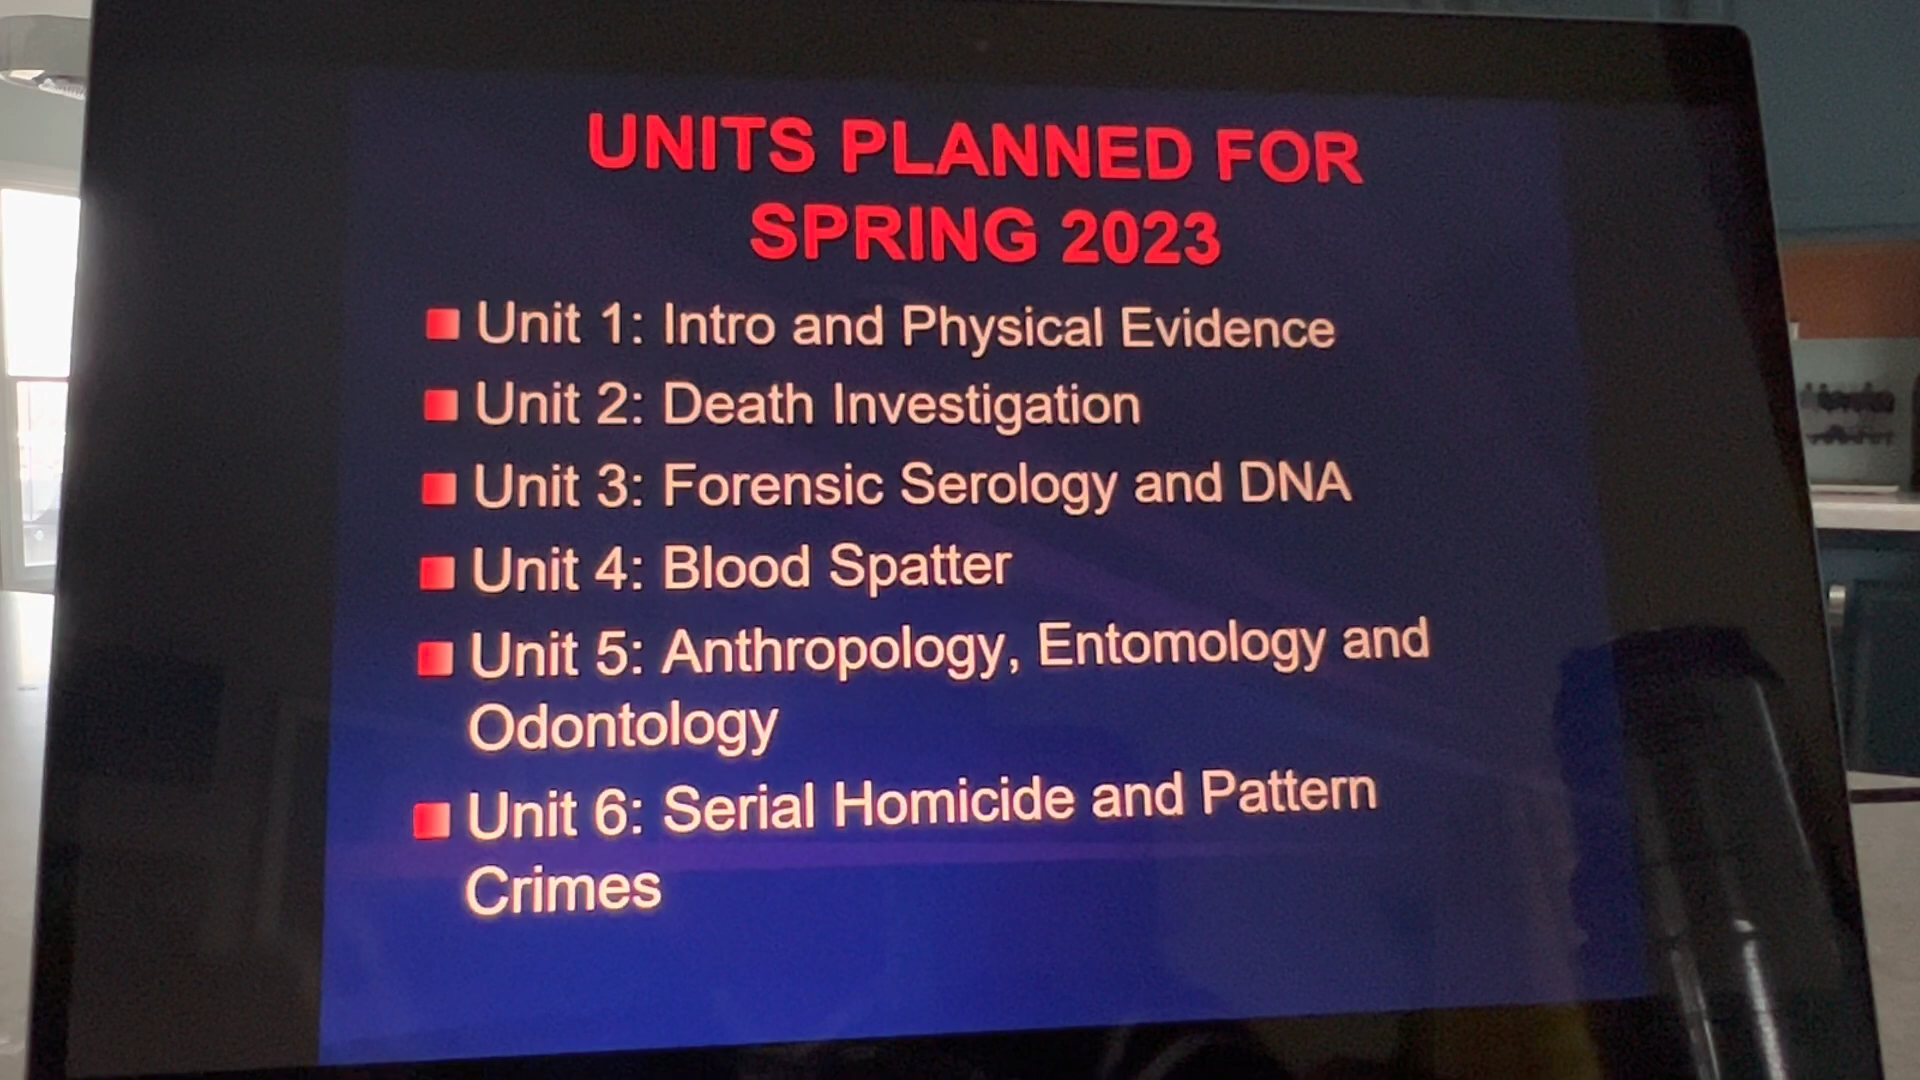 UNITS PLANNED FOR
SPRING 2023
Unit 1: Intro and Physical Evidence
Unit 2: Death Investigation
Unit 3: Forensic Serology and DNA
Unit 4: Blood Spatter
Unit 5: Anthropology, Entomology and
Odontology
Unit 6: Serial Homicide and Pattern
Crimes